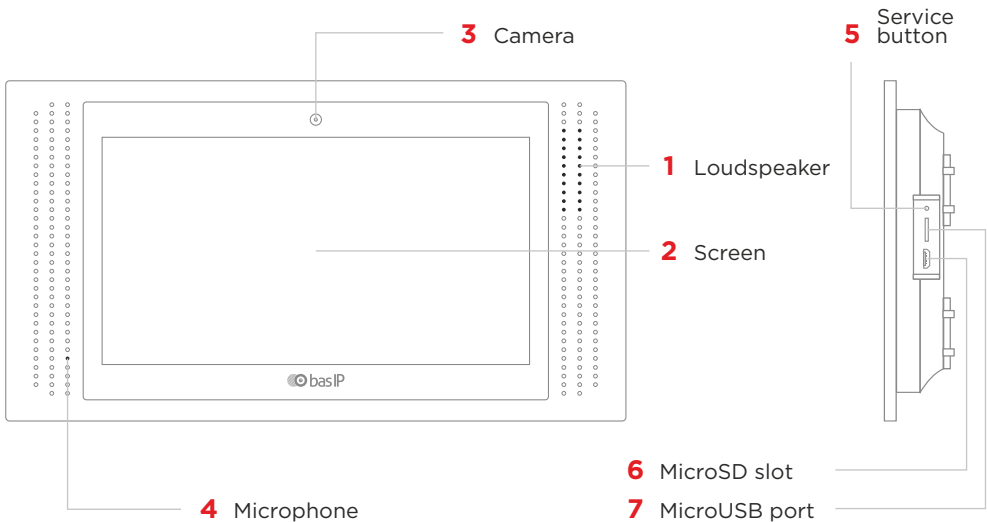 3 Camera
5 Service
button
1 Loudspeaker
2 Screen
basIP
6 MicroSD slot
4 Microphone
7 MicroUSB port